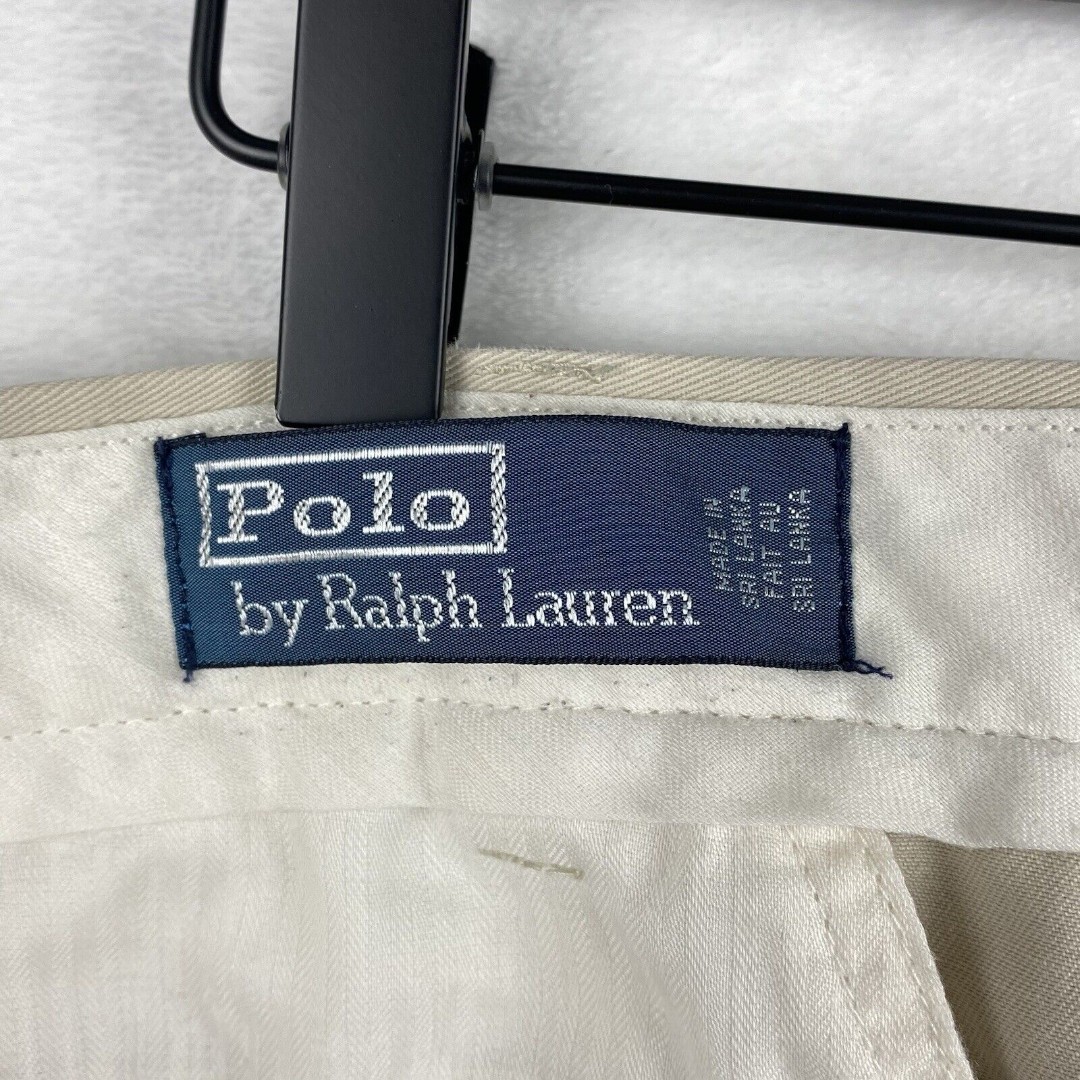 Polo
by Ralph Lauren
MADE IN
SRI LANKA
FAIT AU
SRI LANKA